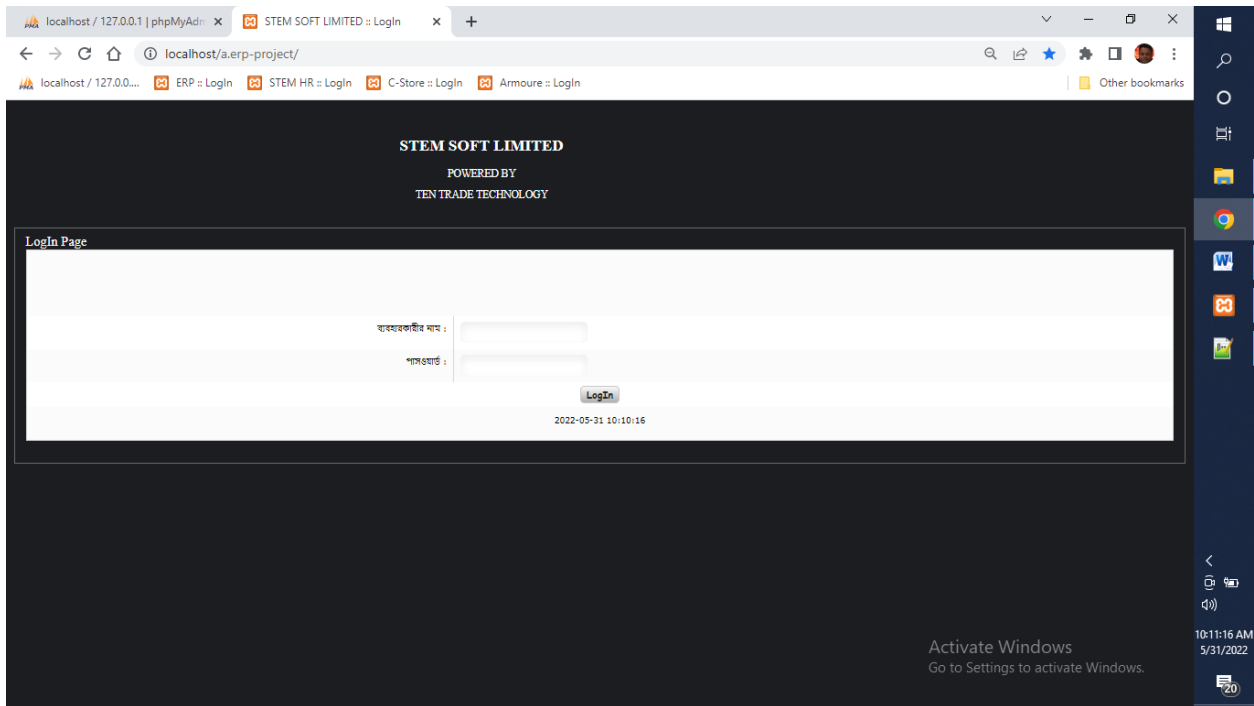 localhost / 127.0.0.1 | phpMyAdm
STEM SOFT LIMITED :: LogIn
localhost/a.erp-project/
localhost / 127.0.0....
ERP :: LogIn
STEM HR :: LogIn
C-Store :: LogIn
Armoure :: LogIn
Other bookmarks
STEM SOFT LIMITED
POWERED BY
TEN TRADE TECHNOLOGY
LogIn Page
ব্যবহারকারীর নাম :
পাসওয়ার্ড :
LogIn
2022-05-31 10:10:16
Activate Windows
Go to Settings to activate Windows.
10:11:16 AM
5/31/2022
20